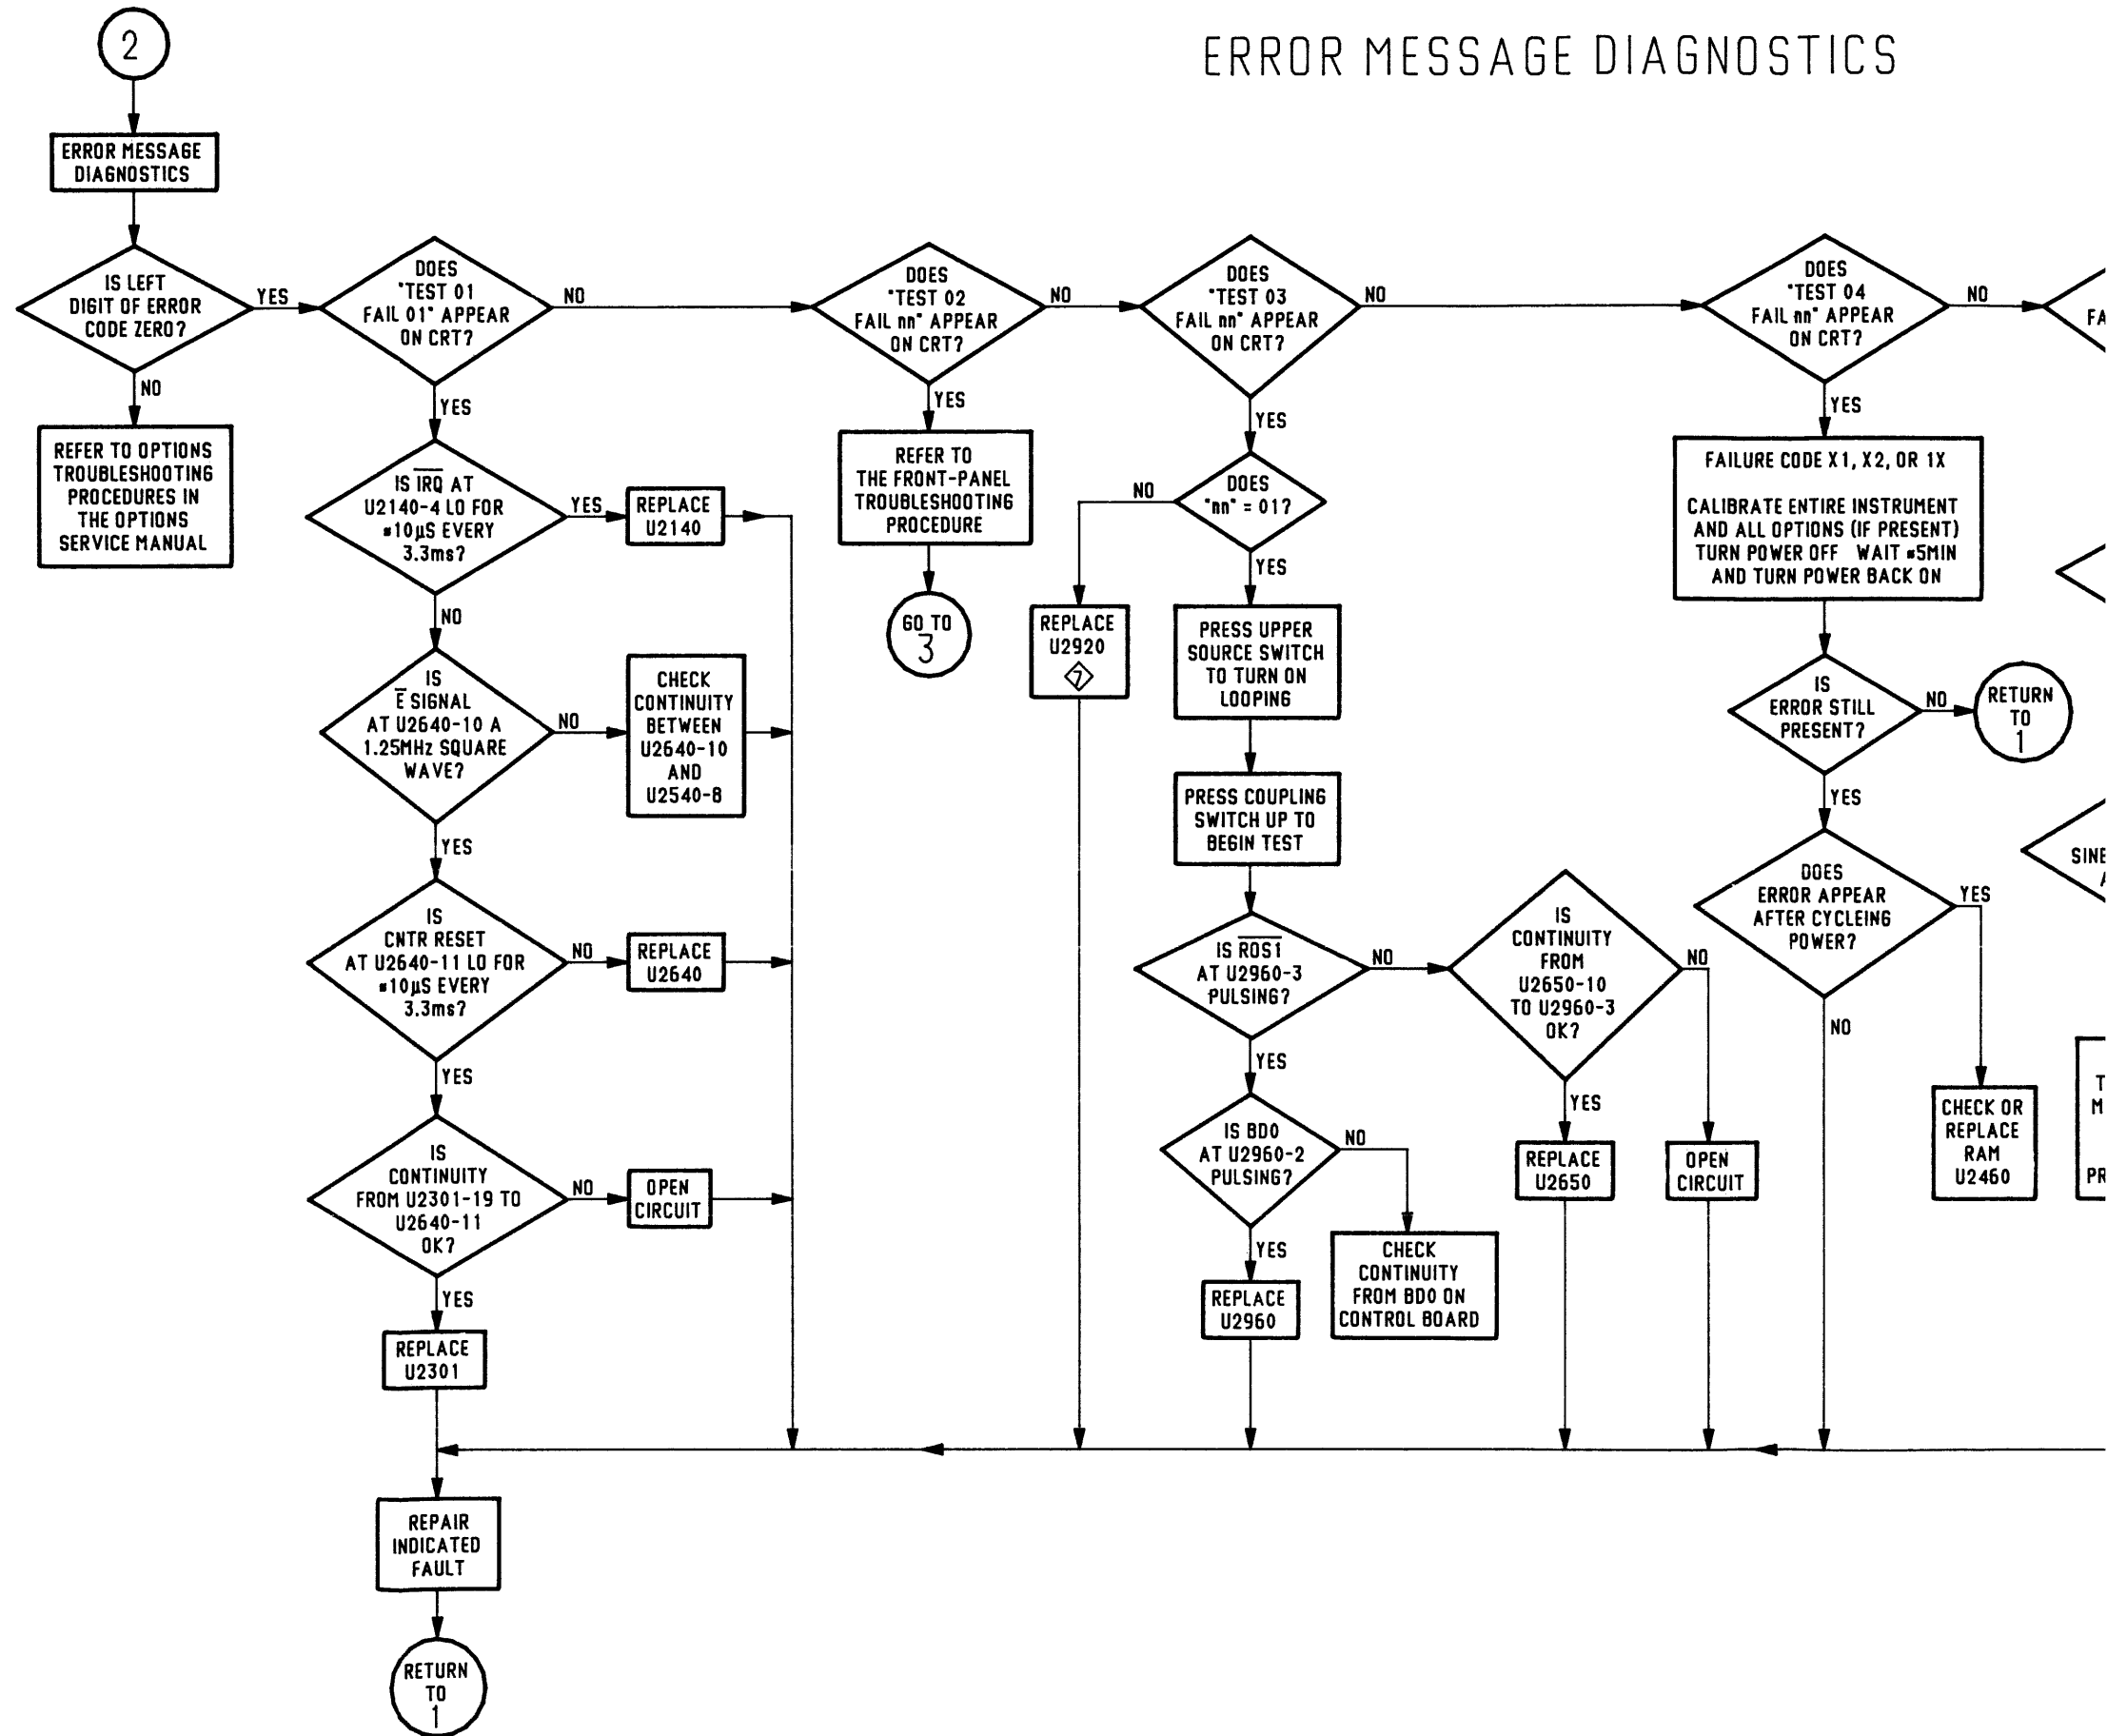 2
ERROR MESSAGE DIAGNOSTICS
ERROR MESSAGE
DIAGNOSTICS
IS LEFT
DIGIT OF ERROR
CODE ZERO?
YES
NO
REFER TO OPTIONS
TROUBLESHOOTING
PROCEDURES IN
THE OPTIONS
SERVICE MANUAL
DOES
"TEST 01
FAIL 01" APPEAR
ON CRT?
NO
YES
IS IRQ AT
U2140-4 LO FOR
≈10µS EVERY
3.3ms?
YES
REPLACE
U2140
NO
IS
E SIGNAL
AT U2640-10 A
1.25MHz SQUARE
WAVE?
NO
CHECK
CONTINUITY
BETWEEN
U2640-10
AND
U2540-8
YES
IS
CNTR RESET
AT U2640-11 LO FOR
≈10µS EVERY
3.3ms?
NO
REPLACE
U2640
YES
IS
CONTINUITY
FROM U2301-19 TO
U2640-11
OK?
NO
OPEN
CIRCUIT
YES
REPLACE
U2301
REPAIR
INDICATED
FAULT
RETURN
TO
1
DOES
"TEST 02
FAIL nn" APPEAR
ON CRT?
NO
YES
REFER TO
THE FRONT-PANEL
TROUBLESHOOTING
PROCEDURE
GO TO
3
DOES
"TEST 03
FAIL nn" APPEAR
ON CRT?
NO
YES
DOES
"nn" = 01?
NO
REPLACE
U2920
7
YES
PRESS UPPER
SOURCE SWITCH
TO TURN ON
LOOPING
PRESS COUPLING
SWITCH UP TO
BEGIN TEST
IS ROS1
AT U2960-3
PULSING?
NO
IS
CONTINUITY
FROM
U2650-10
TO U2960-3
OK?
NO
YES
REPLACE
U2650
OPEN
CIRCUIT
YES
IS BD0
AT U2960-2
PULSING?
NO
CHECK
CONTINUITY
FROM BD0 ON
CONTROL BOARD
YES
REPLACE
U2960
DOES
"TEST 04
FAIL nn" APPEAR
ON CRT?
NO
YES
FAILURE CODE X1, X2, OR 1X
CALIBRATE ENTIRE INSTRUMENT
AND ALL OPTIONS (IF PRESENT)
TURN POWER OFF WAIT ≈5MIN
AND TURN POWER BACK ON
IS
ERROR STILL
PRESENT?
NO
RETURN
TO
1
YES
DOES
ERROR APPEAR
AFTER CYCLEING
POWER?
YES
NO
CHECK OR
REPLACE
RAM
U2460
FA
SINE
A
T
M
PR